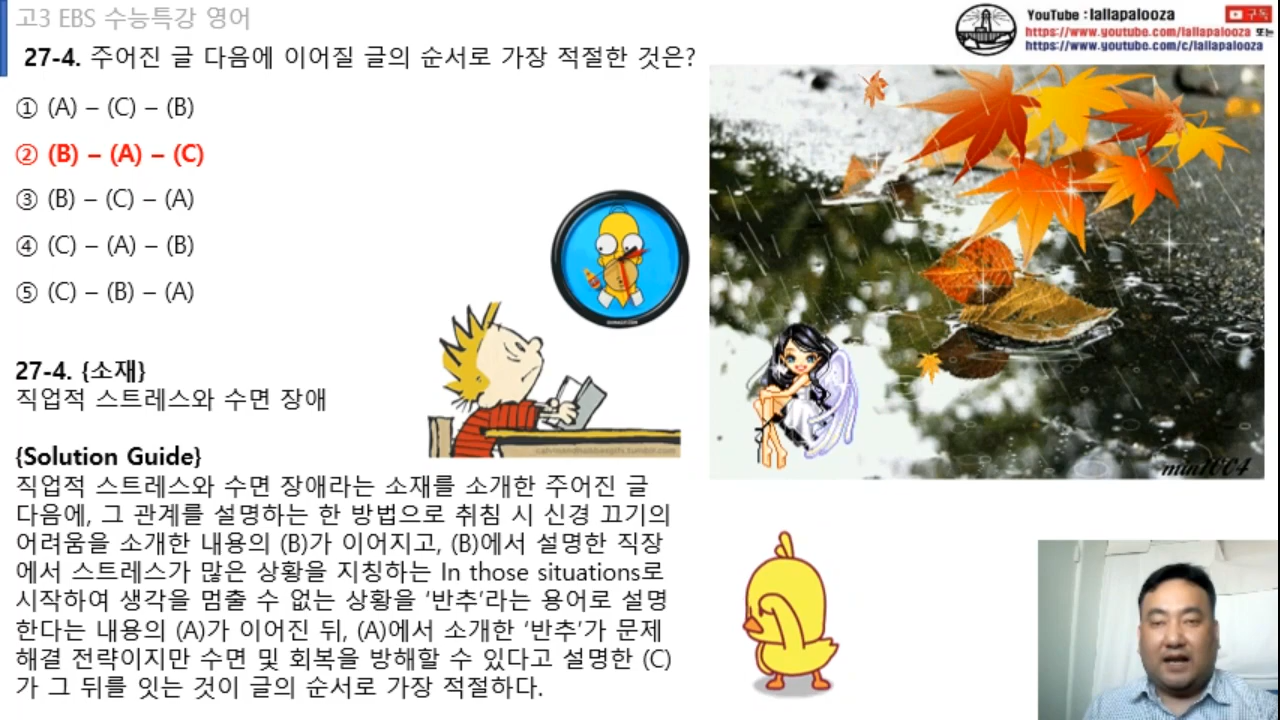 고3 EBS 수능특강 영어
YouTube : lallapalooza
구독
https://www.youtube.com/lallapalooza 또는
https://www.youtube.com/c/lallapalooza
27-4. 주어진 글 다음에 이어질 글의 순서로 가장 적절한 것은?
① (A) – (C) – (B)
② (B) – (A) – (C)
③ (B) – (C) – (A)
④ (C) – (A) – (B)
⑤ (C) – (B) – (A)
27-4. {소재}
직업적 스트레스와 수면 장애
{Solution Guide}
직업적 스트레스와 수면 장애라는 소재를 소개한 주어진 글
다음에, 그 관계를 설명하는 한 방법으로 취침 시 신경 끄기의
어려움을 소개한 내용의 (B)가 이어지고, (B)에서 설명한 직장
에서 스트레스가 많은 상황을 지칭하는 In those situations로
시작하여 생각을 멈출 수 없는 상황을 ‘반추’라는 용어로 설명
한다는 내용의 (A)가 이어진 뒤, (A)에서 소개한 ‘반추’가 문제
해결 전략이지만 수면 및 회복을 방해할 수 있다고 설명한 (C)
가 그 뒤를 잇는 것이 글의 순서로 가장 적절하다.
min1004